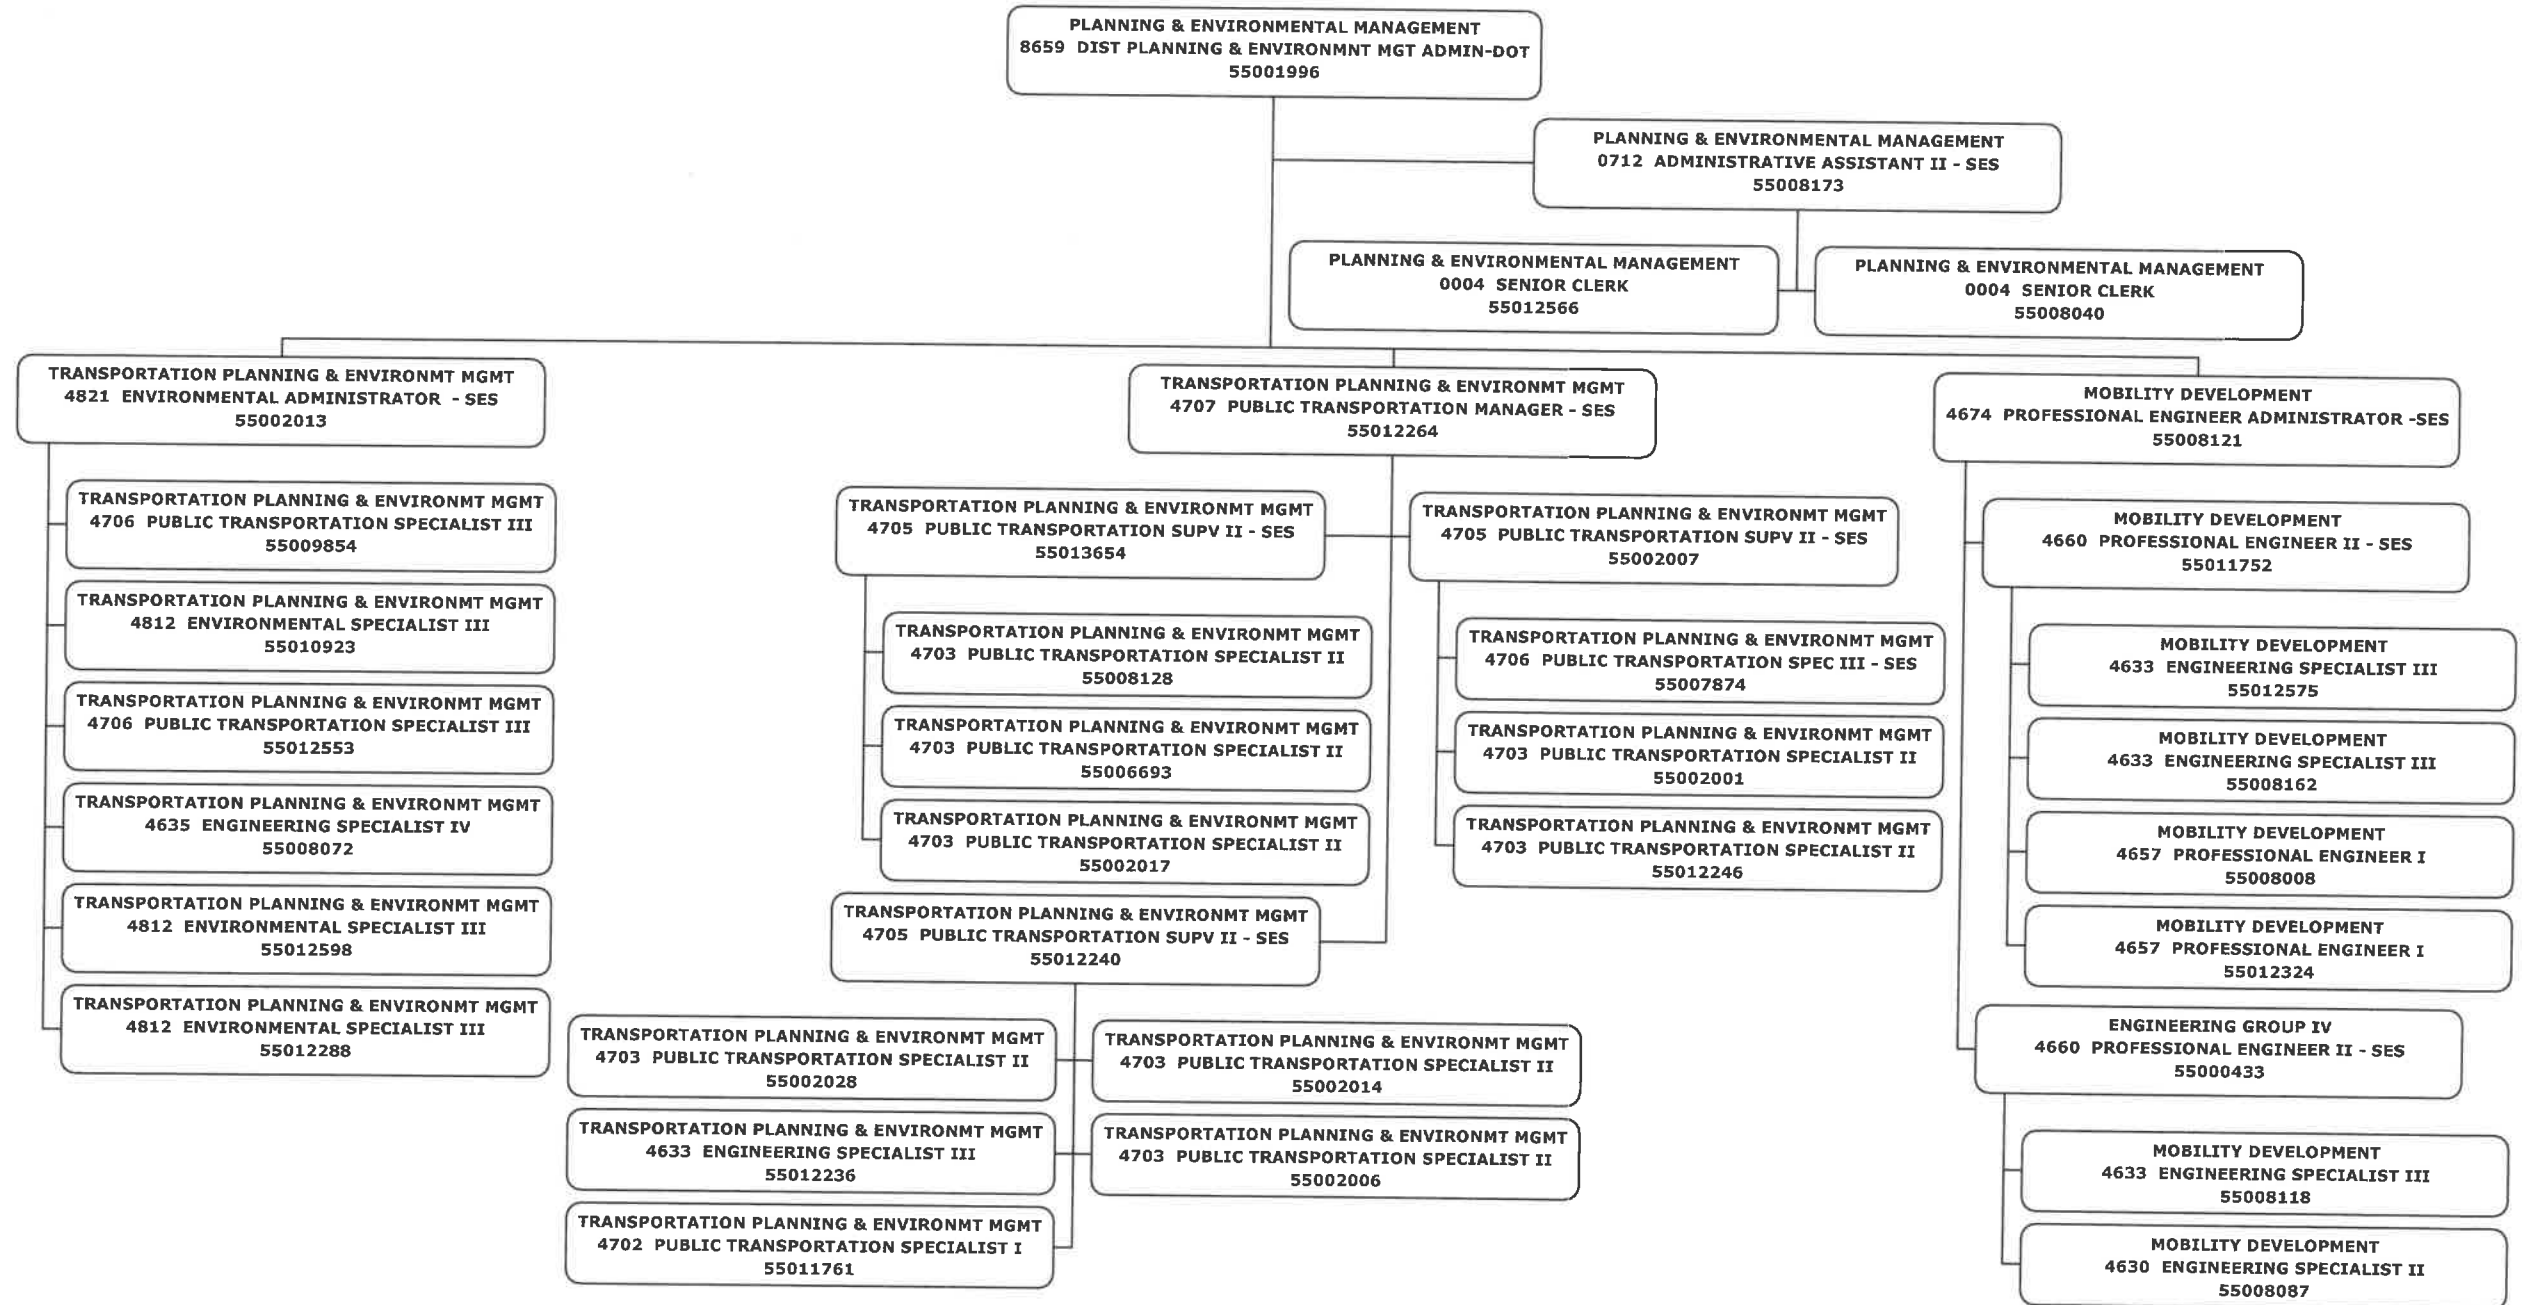 PLANNING & ENVIRONMENTAL MANAGEMENT
8659 DIST PLANNING & ENVIRONMNT MGT ADMIN-DOT
55001996
PLANNING & ENVIRONMENTAL MANAGEMENT
0712 ADMINISTRATIVE ASSISTANT II - SES
55008173
PLANNING & ENVIRONMENTAL MANAGEMENT
0004 SENIOR CLERK
55012566
PLANNING & ENVIRONMENTAL MANAGEMENT
0004 SENIOR CLERK
55008040
TRANSPORTATION PLANNING & ENVIRONMT MGMT
4821 ENVIRONMENTAL ADMINISTRATOR - SES
55002013
TRANSPORTATION PLANNING & ENVIRONMT MGMT
4706 PUBLIC TRANSPORTATION SPECIALIST III
55009854
TRANSPORTATION PLANNING & ENVIRONMT MGMT
4812 ENVIRONMENTAL SPECIALIST III
55010923
TRANSPORTATION PLANNING & ENVIRONMT MGMT
4706 PUBLIC TRANSPORTATION SPECIALIST III
55012553
TRANSPORTATION PLANNING & ENVIRONMT MGMT
4635 ENGINEERING SPECIALIST IV
55008072
TRANSPORTATION PLANNING & ENVIRONMT MGMT
4812 ENVIRONMENTAL SPECIALIST III
55012598
TRANSPORTATION PLANNING & ENVIRONMT MGMT
4812 ENVIRONMENTAL SPECIALIST III
55012288
TRANSPORTATION PLANNING & ENVIRONMT MGMT
4707 PUBLIC TRANSPORTATION MANAGER - SES
55012264
TRANSPORTATION PLANNING & ENVIRONMT MGMT
4705 PUBLIC TRANSPORTATION SUPV II - SES
55013654
TRANSPORTATION PLANNING & ENVIRONMT MGMT
4703 PUBLIC TRANSPORTATION SPECIALIST II
55008128
TRANSPORTATION PLANNING & ENVIRONMT MGMT
4703 PUBLIC TRANSPORTATION SPECIALIST II
55006693
TRANSPORTATION PLANNING & ENVIRONMT MGMT
4703 PUBLIC TRANSPORTATION SPECIALIST II
55002017
TRANSPORTATION PLANNING & ENVIRONMT MGMT
4705 PUBLIC TRANSPORTATION SUPV II - SES
55002007
TRANSPORTATION PLANNING & ENVIRONMT MGMT
4706 PUBLIC TRANSPORTATION SPEC III - SES
55007874
TRANSPORTATION PLANNING & ENVIRONMT MGMT
4703 PUBLIC TRANSPORTATION SPECIALIST II
55002001
TRANSPORTATION PLANNING & ENVIRONMT MGMT
4703 PUBLIC TRANSPORTATION SPECIALIST II
55012246
TRANSPORTATION PLANNING & ENVIRONMT MGMT
4705 PUBLIC TRANSPORTATION SUPV II - SES
55012240
TRANSPORTATION PLANNING & ENVIRONMT MGMT
4703 PUBLIC TRANSPORTATION SPECIALIST II
55002028
TRANSPORTATION PLANNING & ENVIRONMT MGMT
4703 PUBLIC TRANSPORTATION SPECIALIST II
55002014
TRANSPORTATION PLANNING & ENVIRONMT MGMT
4633 ENGINEERING SPECIALIST III
55012236
TRANSPORTATION PLANNING & ENVIRONMT MGMT
4703 PUBLIC TRANSPORTATION SPECIALIST II
55002006
TRANSPORTATION PLANNING & ENVIRONMT MGMT
4702 PUBLIC TRANSPORTATION SPECIALIST I
55011761
MOBILITY DEVELOPMENT
4674 PROFESSIONAL ENGINEER ADMINISTRATOR -SES
55008121
MOBILITY DEVELOPMENT
4660 PROFESSIONAL ENGINEER II - SES
55011752
MOBILITY DEVELOPMENT
4633 ENGINEERING SPECIALIST III
55012575
MOBILITY DEVELOPMENT
4633 ENGINEERING SPECIALIST III
55008162
MOBILITY DEVELOPMENT
4657 PROFESSIONAL ENGINEER I
55008008
MOBILITY DEVELOPMENT
4657 PROFESSIONAL ENGINEER I
55012324
ENGINEERING GROUP IV
4660 PROFESSIONAL ENGINEER II - SES
55000433
MOBILITY DEVELOPMENT
4633 ENGINEERING SPECIALIST III
55008118
MOBILITY DEVELOPMENT
4630 ENGINEERING SPECIALIST II
55008087